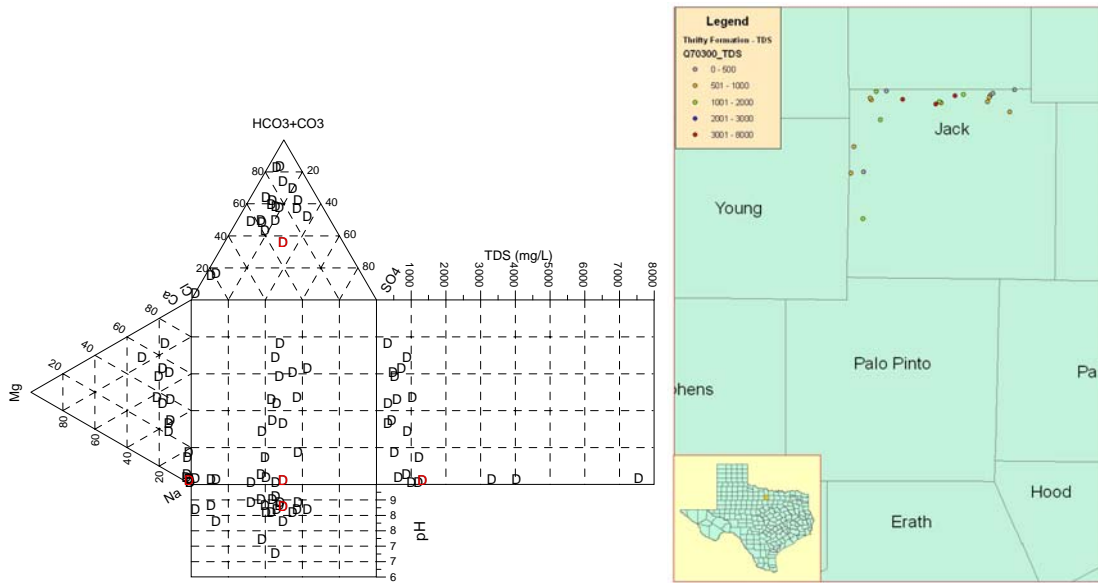 HCO3+CO3
80
20
60
40
40
60
20
80
Cl
SO4
TDS (mg/L)
1000
2000
3000
4000
5000
6000
7000
8000
Ca
80
60
40
20
Mg
80
60
40
20
Na
9
8
8
7
7
6
pH
D
Legend
Thrifty Formation - TDS
Q70300_TDS
0 - 500
501 - 1000
1001 - 2000
2001 - 3000
3001 - 8000
Jack
Young
Palo Pinto
Pa
phens
Hood
Erath